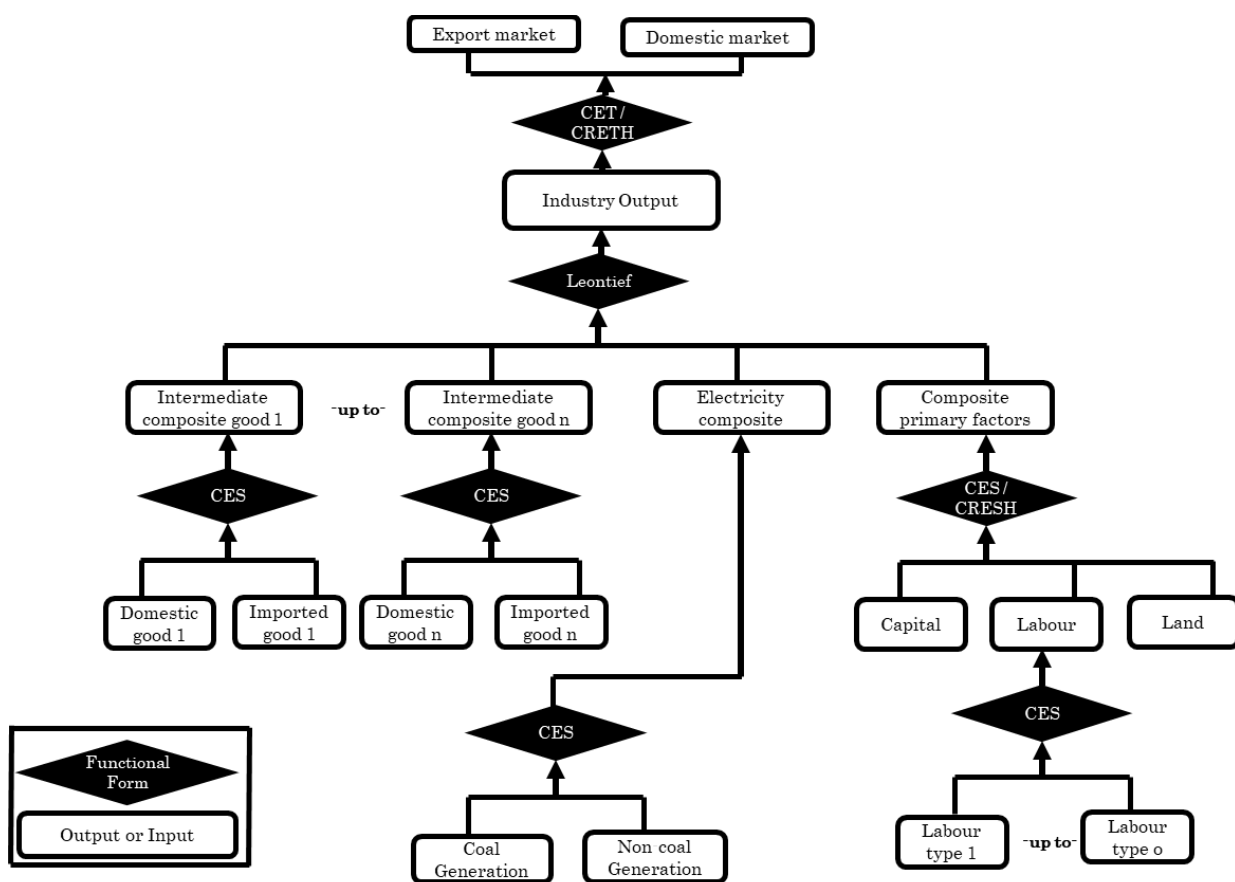 Export market
Domestic market
CET /
CRETH
Industry Output
Leontief
Intermediate
composite good 1
-up to-
Intermediate
composite good n
Electricity
composite
Composite
primary factors
CES
CES
CES /
CRESH
Domestic
good 1
Imported
good 1
Domestic
good n
Imported
good n
Capital
Labour
Land
CES
CES
Functional
Form
Output or Input
Coal
Generation
Non-coal
Generation
Labour
type 1
-up to-
Labour
type o